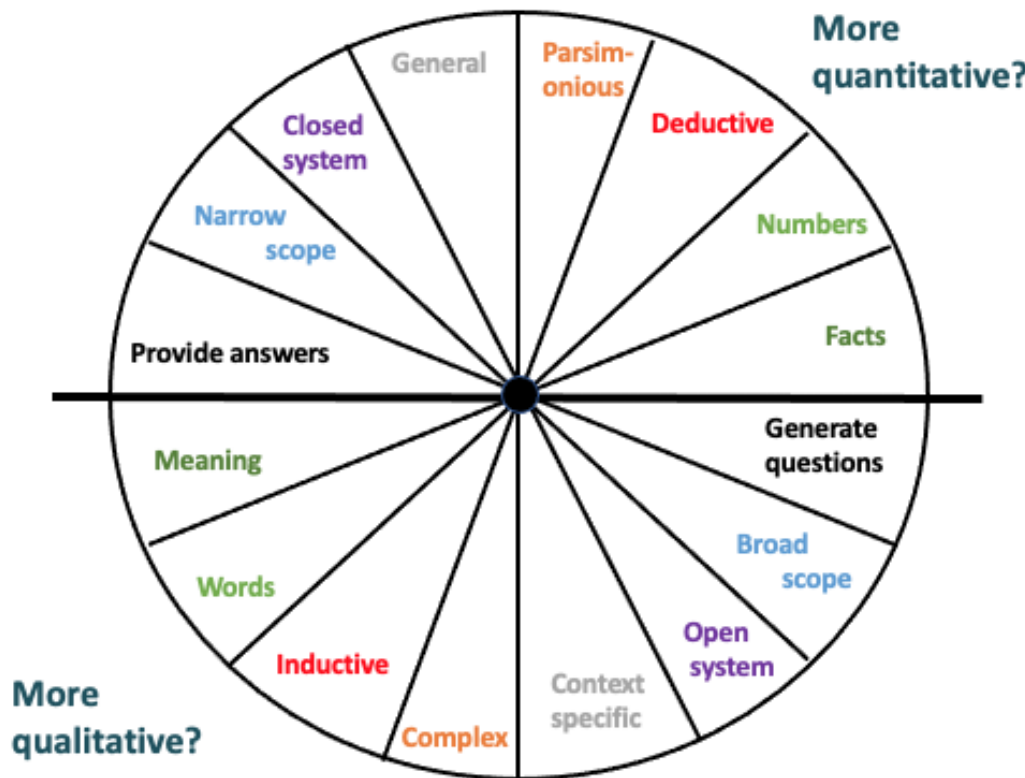 More
quantitative?
General
Parsim-
onious
Deductive
Closed
system
Numbers
Narrow
scope
Facts
Provide answers
Generate
questions
Meaning
Broad
scope
Words
Open
system
Inductive
Context
specific
Complex
More
qualitative?